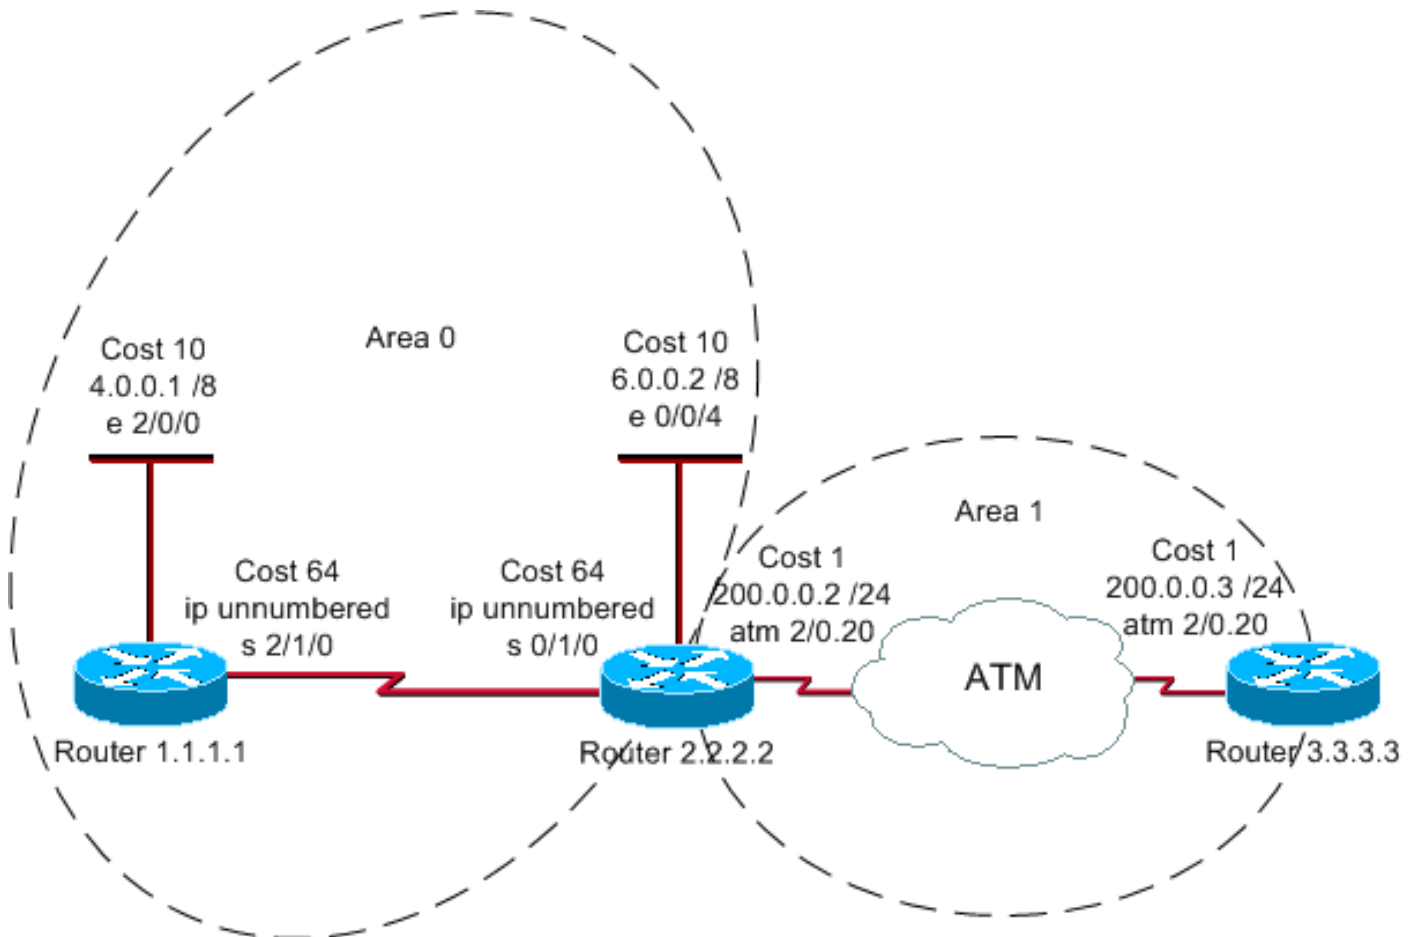 Area 0
Cost 10
4.0.0.1 /8
e 2/0/0
Cost 10
6.0.0.2 /8
e 0/0/4
Area 1
Cost 64
ip unnumbered
s 2/1/0
Cost 64
ip unnumbered
s 0/1/0
Cost 1
200.0.0.2 /24
atm 2/0.20
Cost 1
200.0.0.3 /24
atm 2/0.20
ATM
Router 1.1.1.1
Router 2.2.2.2
Router 3.3.3.3